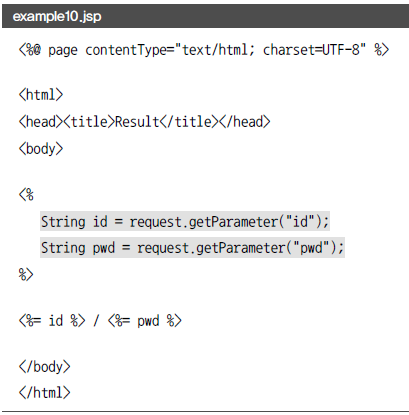 example10.jsp
<%@ page contentType="text/html; charset=UTF-8" %>
<html>
<head><title>Result</title></head>
<body>
<%
String id = request.getParameter("id");
String pwd = request.getParameter("pwd");
%>
<%= id %> / <%= pwd %>
</body>
</html>